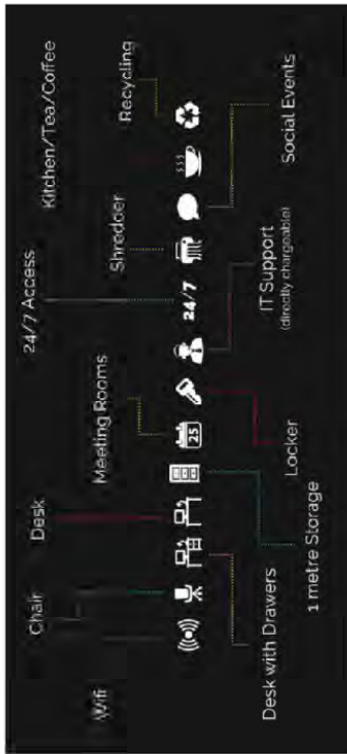 Wifi
Chair
Desk
Meeting Rooms
24/7 Access
Shredder
Kitchen/Tea/Coffee
Recycling
25
24/7
Desk with Drawers
1 metre Storage
Locker
IT Support
(directly chargeable)
Social Events